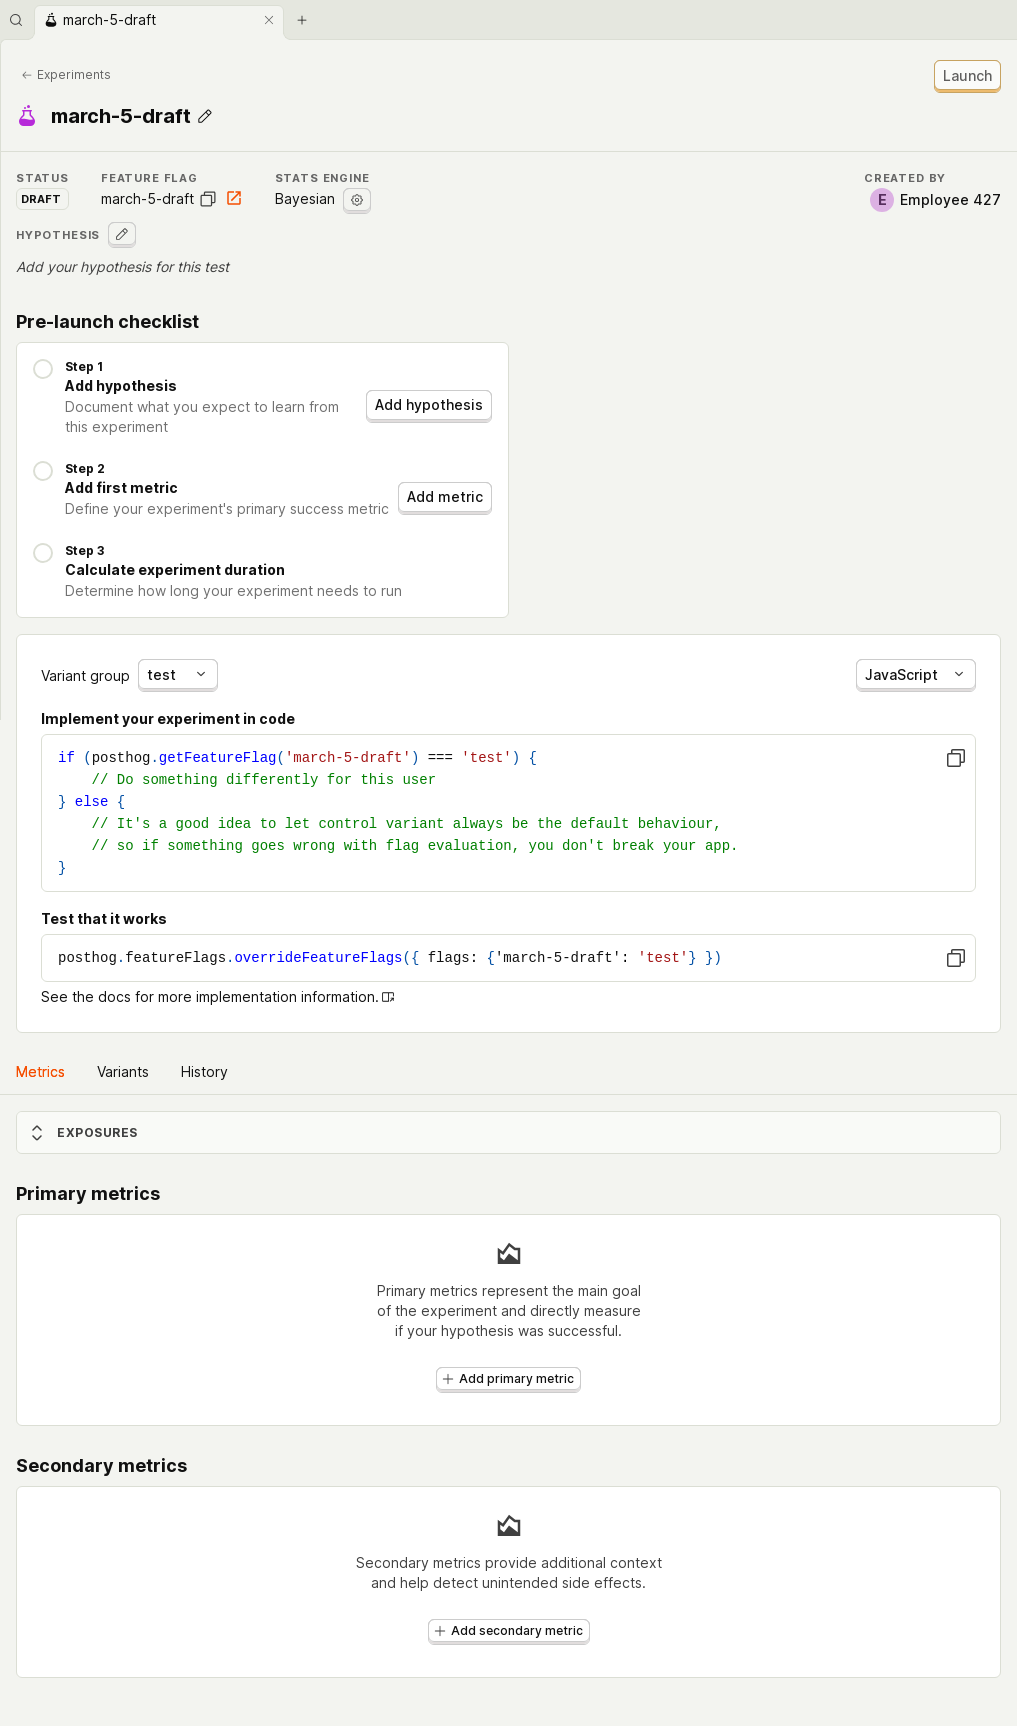 march-5-draft
Experiments
Launch
march-5-draft
STATUS
FEATURE FLAG
STATS ENGINE
CREATED BY
DRAFT
march-5-draft
Bayesian
E
Employee 427
HYPOTHESIS
Add your hypothesis for this test
Pre-launch checklist
Step 1
Add hypothesis
Document what you expect to learn from
this experiment
Add hypothesis
Step 2
Add first metric
Define your experiment's primary success metric
Add metric
Step 3
Calculate experiment duration
Determine how long your experiment needs to run
Variant group
test
JavaScript
Implement your experiment in code
if (posthog.getFeatureFlag('march-5-draft') === 'test') {
// Do something differently for this user
} else {
// It's a good idea to let control variant always be the default behaviour,
// so if something goes wrong with flag evaluation, you don't break your app.
}
Test that it works
posthog.featureFlags.overrideFeatureFlags({ flags: {'march-5-draft': 'test'} })
See the docs for more implementation information.
Metrics
Variants
History
EXPOSURES
Primary metrics
Primary metrics represent the main goal
of the experiment and directly measure
if your hypothesis was successful.
Add primary metric
Secondary metrics
Secondary metrics provide additional context
and help detect unintended side effects.
Add secondary metric